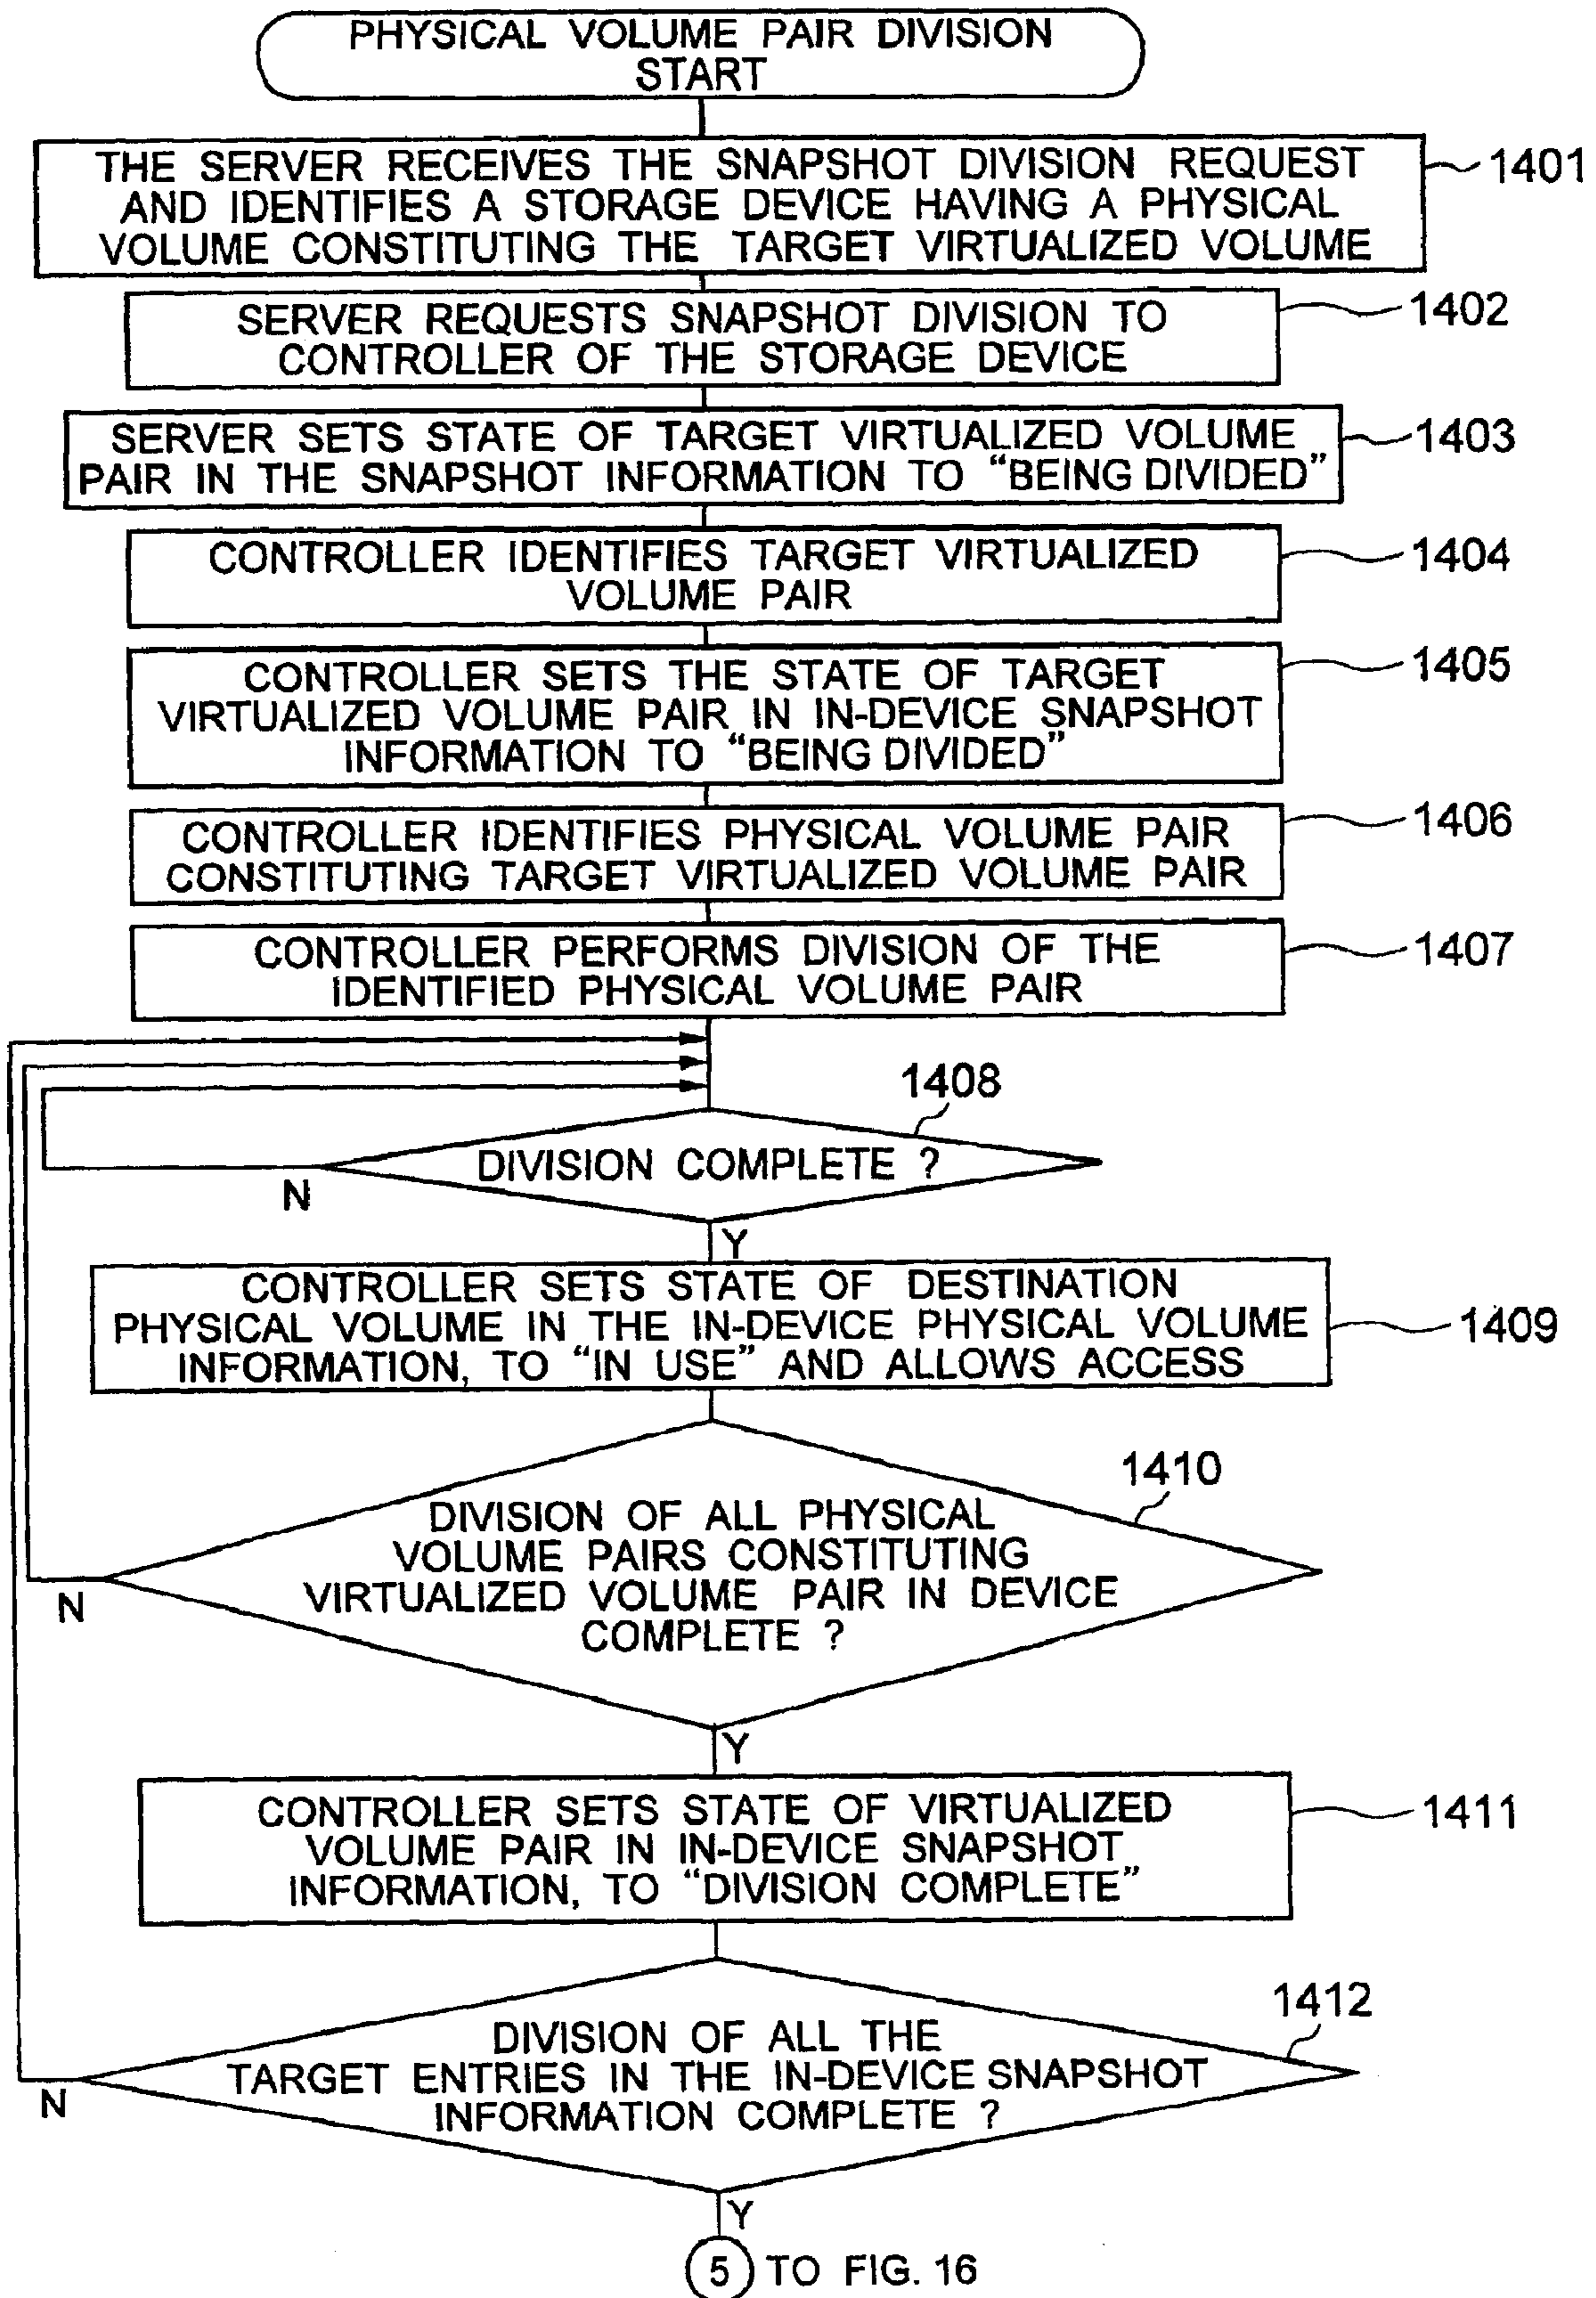 PHYSICAL VOLUME PAIR DIVISION
START
THE SERVER RECEIVES THE SNAPSHOT DIVISION REQUEST
AND IDENTIFIES A STORAGE DEVICE HAVING A PHYSICAL
VOLUME CONSTITUTING THE TARGET VIRTUALIZED VOLUME
1401
SERVER REQUESTS SNAPSHOT DIVISION TO
CONTROLLER OF THE STORAGE DEVICE
1402
SERVER SETS STATE OF TARGET VIRTUALIZED VOLUME
PAIR IN THE SNAPSHOT INFORMATION TO “BEING DIVIDED”
1403
CONTROLLER IDENTIFIES TARGET VIRTUALIZED
VOLUME PAIR
1404
CONTROLLER SETS THE STATE OF TARGET
VIRTUALIZED VOLUME PAIR IN IN-DEVICE SNAPSHOT
INFORMATION TO “BEING DIVIDED”
1405
CONTROLLER IDENTIFIES PHYSICAL VOLUME PAIR
CONSTITUTING TARGET VIRTUALIZED VOLUME PAIR
1406
CONTROLLER PERFORMS DIVISION OF THE
IDENTIFIED PHYSICAL VOLUME PAIR
1407
1408
DIVISION COMPLETE ?
N
Y
CONTROLLER SETS STATE OF DESTINATION
PHYSICAL VOLUME IN THE IN-DEVICE PHYSICAL VOLUME
INFORMATION, TO “IN USE” AND ALLOWS ACCESS
1409
1410
DIVISION OF ALL PHYSICAL
VOLUME PAIRS CONSTITUTING
VIRTUALIZED VOLUME PAIR IN DEVICE
COMPLETE ?
N
Y
CONTROLLER SETS STATE OF VIRTUALIZED
VOLUME PAIR IN IN-DEVICE SNAPSHOT
INFORMATION, TO “DIVISION COMPLETE”
1411
1412
DIVISION OF ALL THE
TARGET ENTRIES IN THE IN-DEVICE SNAPSHOT
INFORMATION COMPLETE ?
N
Y
5 TO FIG. 16